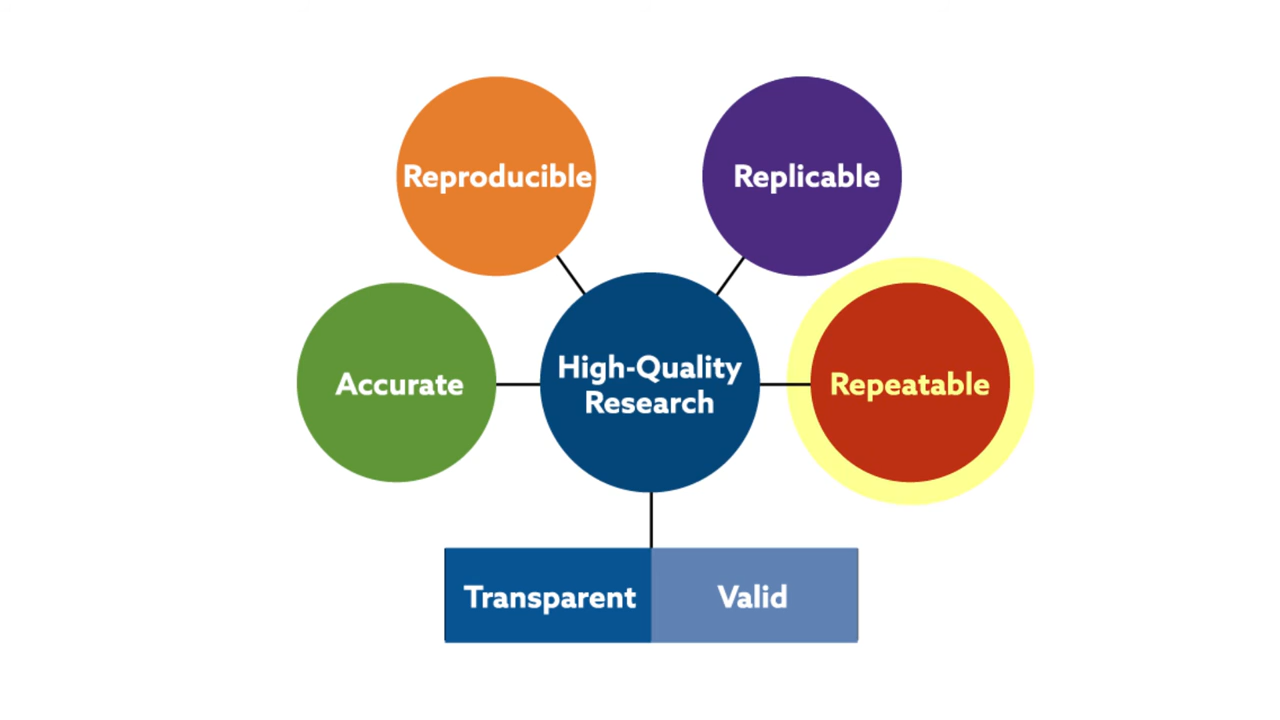 Reproducible
Replicable
Accurate
High-Quality
Research
Repeatable
Transparent
Valid